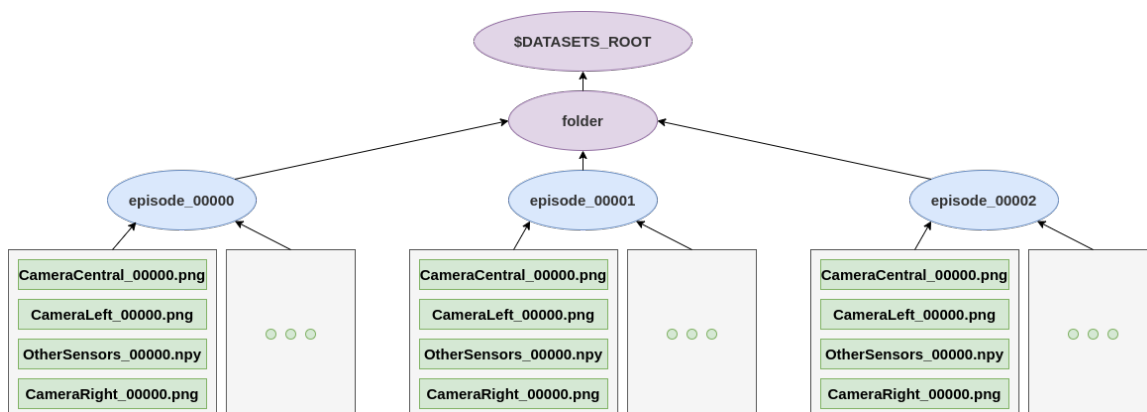 $DATASETS_ROOT
folder
episode_00000
episode_00001
episode_00002
CameraCentral_00000.png
CameraLeft_00000.png
OtherSensors_00000.npy
CameraRight_00000.png
CameraCentral_00000.png
CameraLeft_00000.png
OtherSensors_00000.npy
CameraRight_00000.png
CameraCentral_00000.png
CameraLeft_00000.png
OtherSensors_00000.npy
CameraRight_00000.png